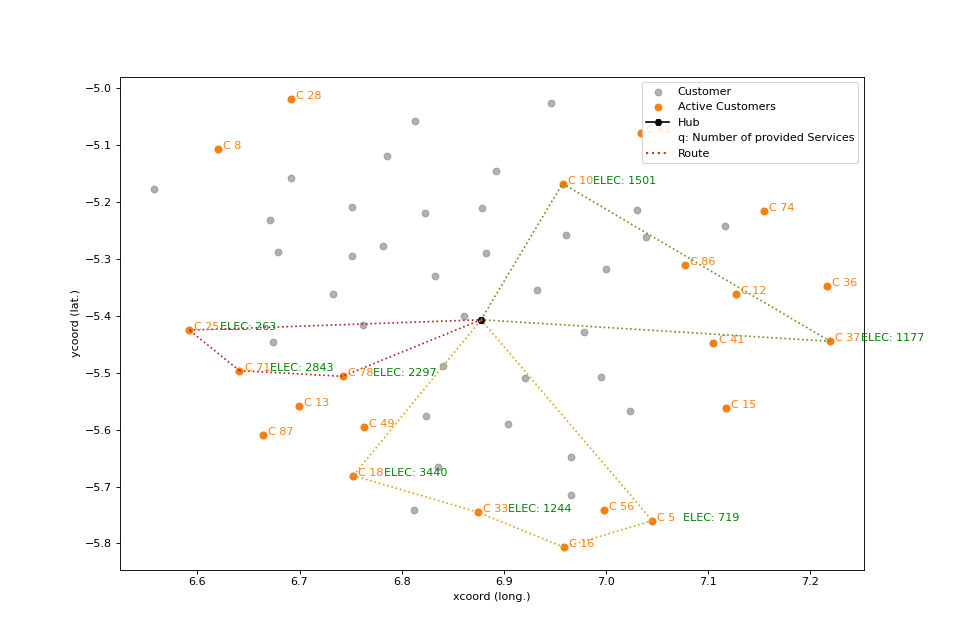 Customer
Active Customers
Hub
q: Number of provided Services
Route
C 28
C 8
C 10 ELEC: 1501
C 74
C 86
C 36
C 12
C 25 ELEC: 263
C 37 ELEC: 1177
C 41
C 71 ELEC: 2843
C 78 ELEC: 2297
C 13
C 15
C 49
C 87
C 18 ELEC: 3440
C 33 ELEC: 1244
C 56
C 5 ELEC: 719
C 16
−5.0
−5.1
−5.2
−5.3
−5.4
−5.5
−5.6
−5.7
−5.8
ycoord (lat.)
6.6 6.7 6.8 6.9 7.0 7.1 7.2
xcoord (long.)